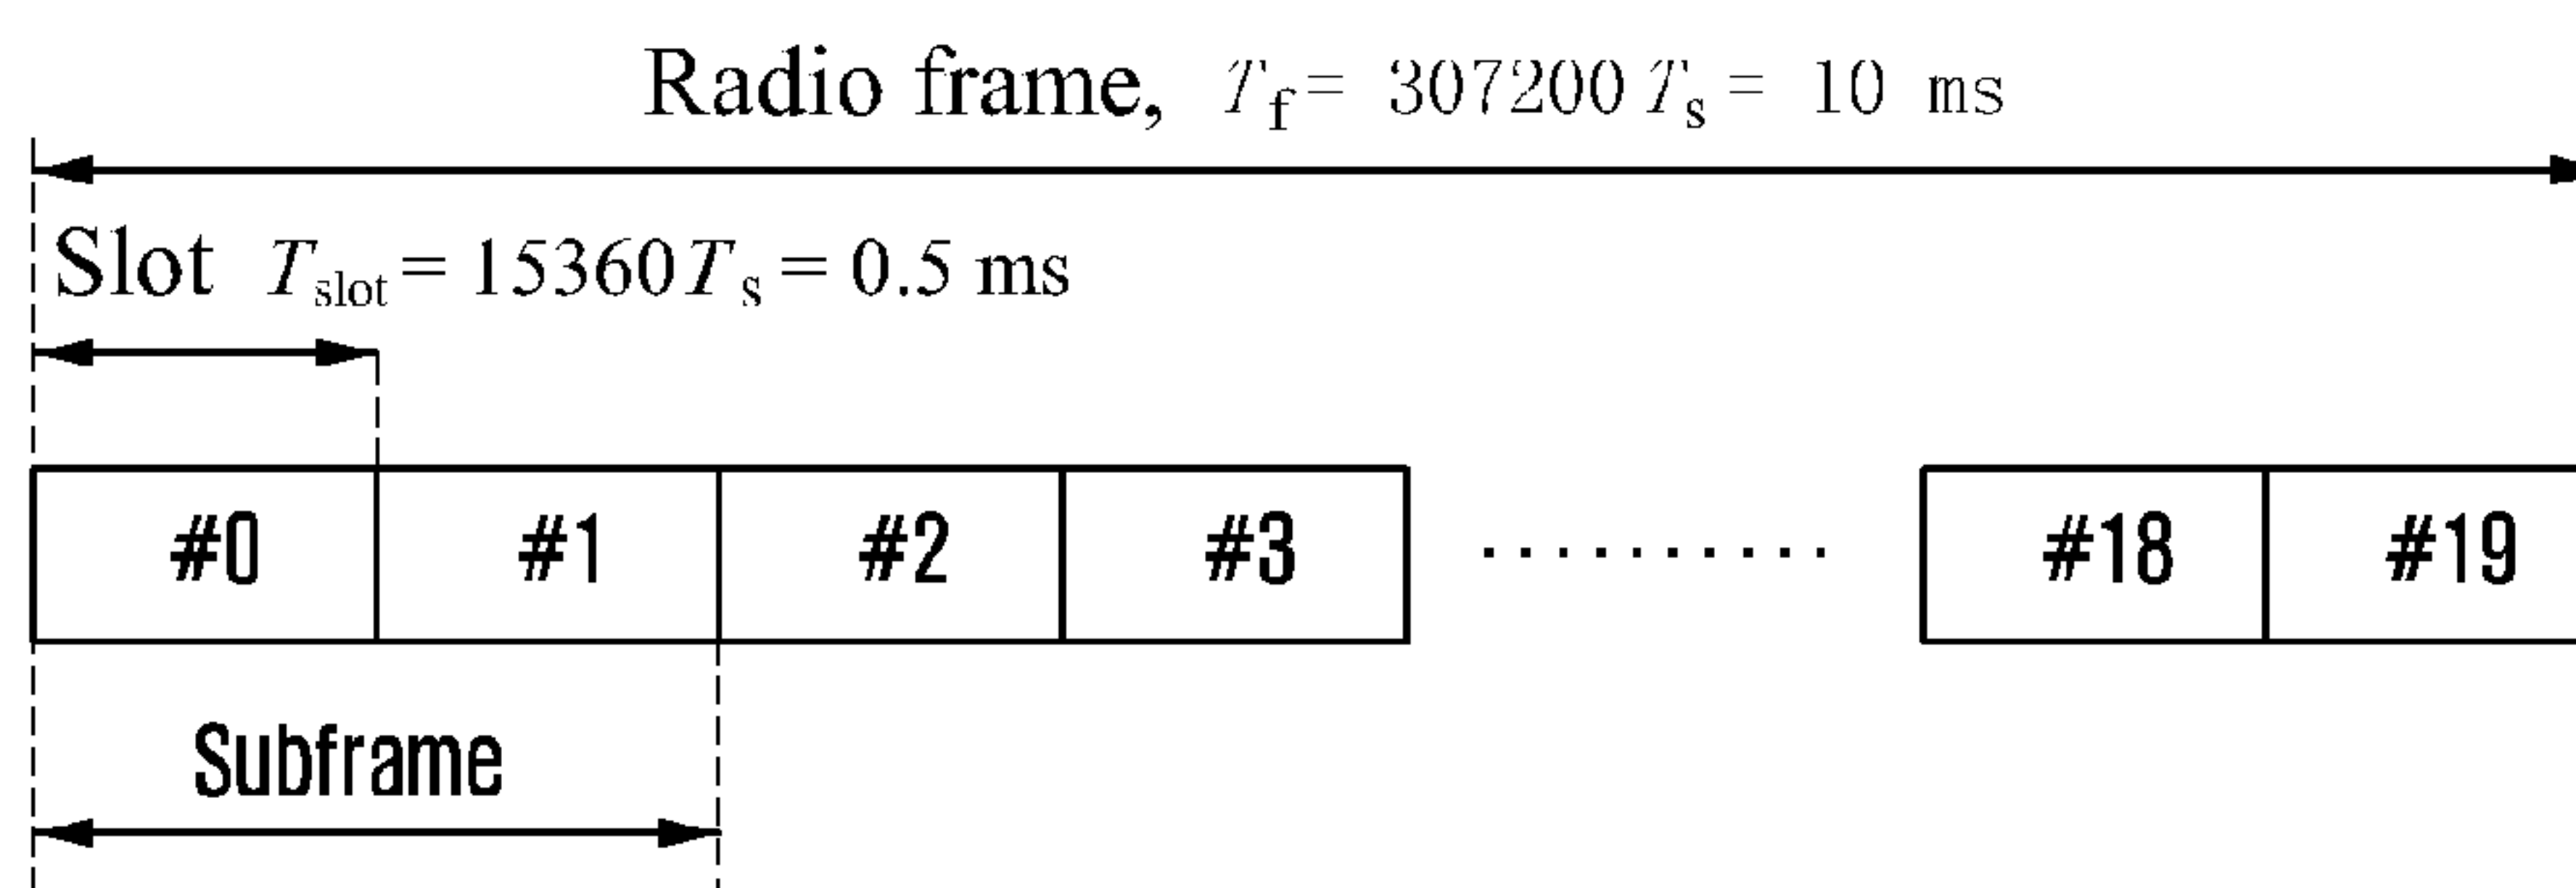 Radio frame, Tf = 307200 Ts = 10 ms
Slot Tslot = 15360 Ts = 0.5 ms
#0 #1 #2 #3 .......... #18 #19
Subframe